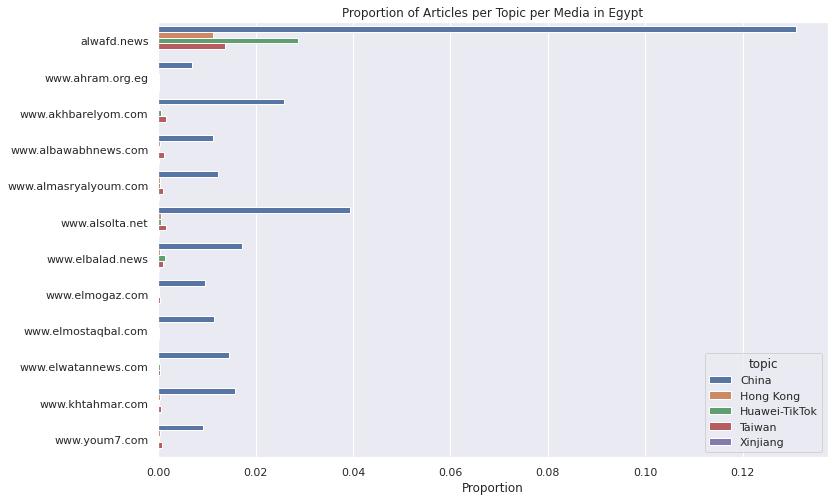 Proportion of Articles per Topic per Media in Egypt
alwafd.news
www.ahram.org.eg
www.akhbarelyom.com
www.albawabhnews.com
www.almasryalyoum.com
www.alsolta.net
www.elbalad.news
www.elmogaz.com
www.elmostaqbal.com
www.elwatannews.com
www.khtahmar.com
www.youm7.com
topic
China
Hong Kong
Huawei-TikTok
Taiwan
Xinjiang
0.00 0.02 0.04 0.06 0.08 0.10 0.12
Proportion